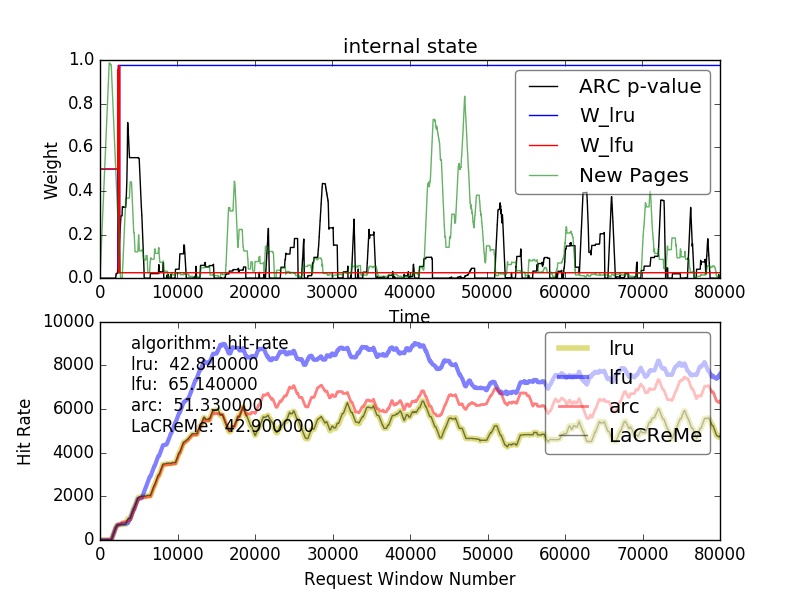 internal state
1.0
0.8
0.6
0.4
0.2
0.0
Weight
ARC p-value
W_lru
W_lfu
New Pages
0 10000 20000 30000 40000 50000 60000 70000 80000
Time
10000
8000
6000
4000
2000
0
Hit Rate
algorithm: hit-rate
lru: 42.840000
lfu: 65.140000
arc: 51.330000
LaCReMe: 42.900000
lru
lfu
arc
LaCReMe
0 10000 20000 30000 40000 50000 60000 70000 80000
Request Window Number